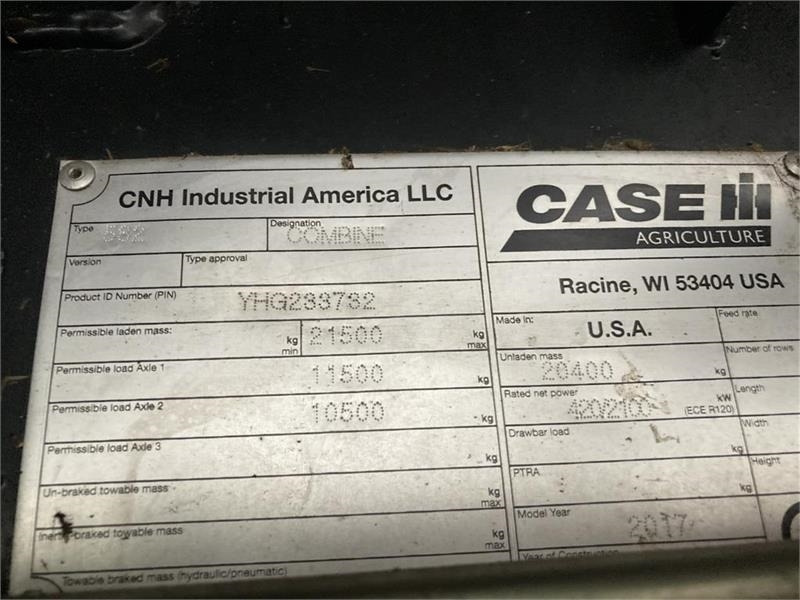 CNH Industrial America LLC
Type
Designation
COMBINE
Version
Type approval
Product ID Number (PIN) YHG233732
Permissible laden mass: kg min 21500 kg max
Permissible load Axle 1 11500 kg
Permissible load Axle 2 10500 kg
Permissible load Axle 3 kg
Un-braked towable mass kg max
Inertia-braked towable mass kg max
Towable braked mass (hydraulic/pneumatic)
CASE IH
AGRICULTURE
Racine, WI 53404 USA
Made in: U.S.A.
Feed rate
Unladen mass 20400 kg
Number of rows
Rated net power 420/2100 kW (ECE R120)
Length
Drawbar load kg
Width
PTRA kg
Height
Model Year 2017
Year of Construction